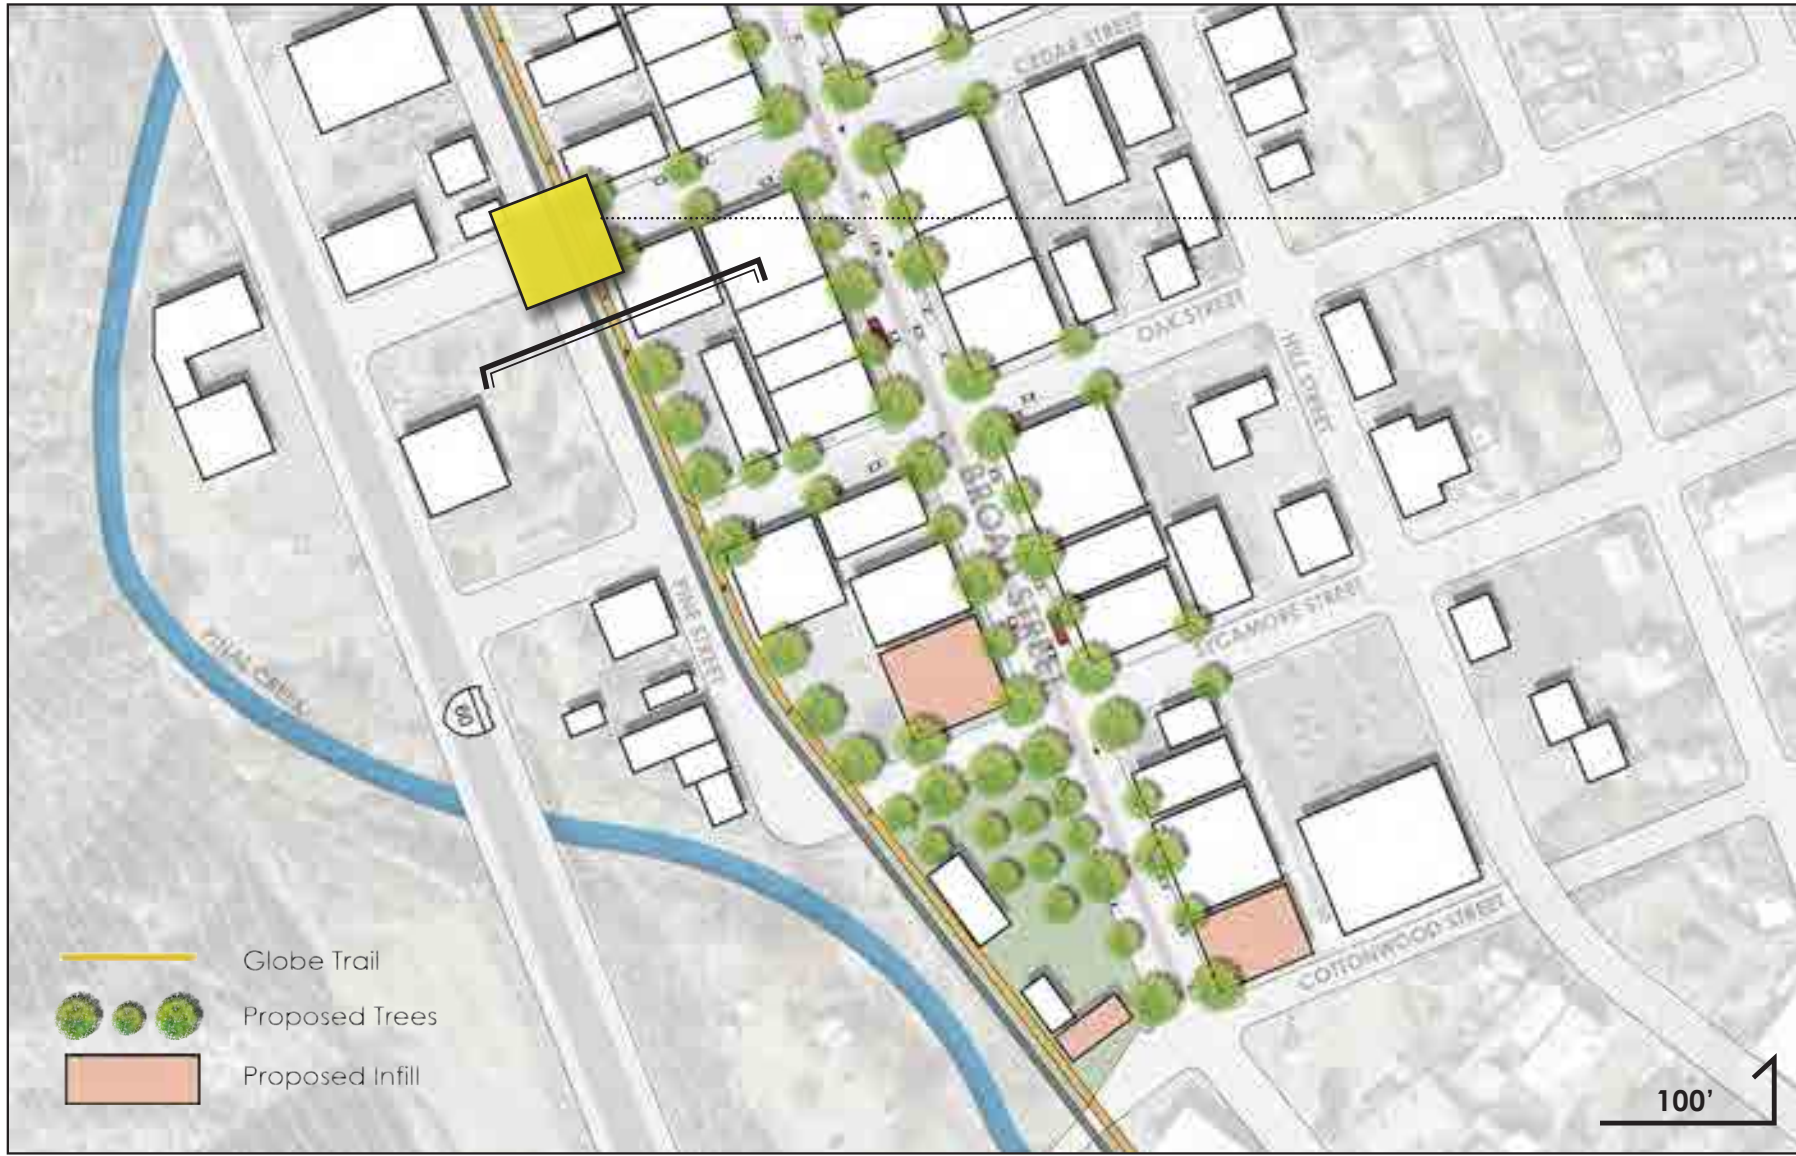 CEDAR STREET
OAK STREET
HILL STREET
BROAD STREET
SYCAMORE STREET
PINE STREET
PINAL CREEK
60
COTTONWOOD STREET
Globe Trail
Proposed Trees
Proposed Infill
100’